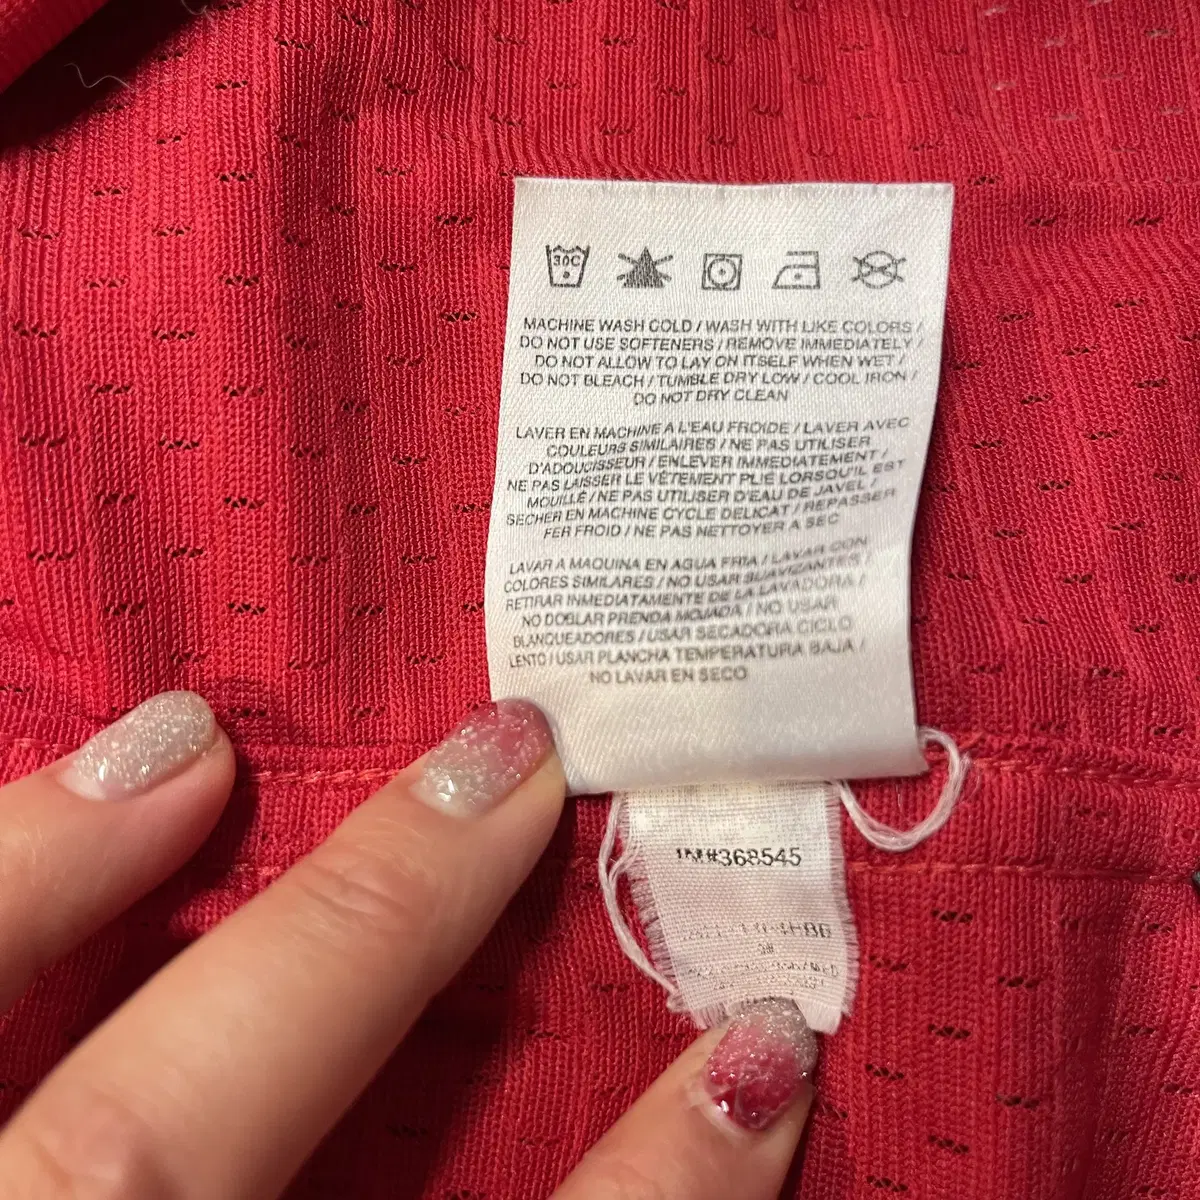 30C
MACHINE WASH COLD / WASH WITH LIKE COLORS /
DO NOT USE SOFTENERS / REMOVE IMMEDIATELY /
DO NOT ALLOW TO LAY ON ITSELF WHEN WET /
DO NOT BLEACH / TUMBLE DRY LOW / COOL IRON /
DO NOT DRY CLEAN
LAVER EN MACHINE A L'EAU FROIDE / LAVER AVEC
COULEURS SIMILAIRES / NE PAS UTILISER
D'ADOUCISSEUR / ENLEVER IMMEDIATEMENT /
NE PAS LAISSER LE VÊTEMENT PLIE LORSQU'IL EST
MOUILLÉ / NE PAS UTILISER D'EAU DE JAVEL /
SECHER EN MACHINE CYCLE DELICAT / REPASSER
FER FROID / NE PAS NETTOYER A SEC
LAVAR A MAQUINA EN AGUA FRIA / LAVAR CON
COLORES SIMILARES / NO USAR SUAVIZANTES /
RETIRAR INMEDIATAMENTE DE LA LAVADORA /
NO DOBLAR PRENDA MOJADA / NO USAR
BLANQUEADORES / USAR SECADORA CICLO
LENTO / USAR PLANCHA TEMPERATURA BAJA /
NO LAVAR EN SECO
#368545